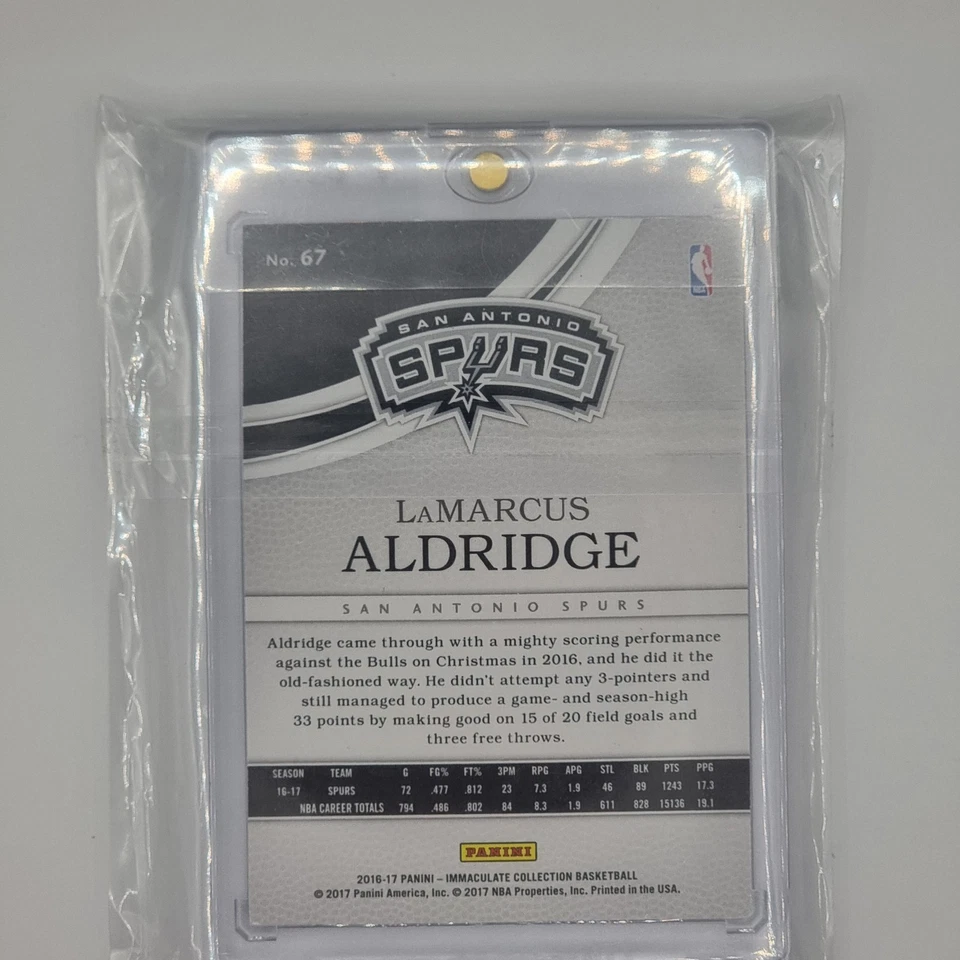 No. 67
SAN ANTONIO
SPURS
LaMARCUS
ALDRIDGE
SAN ANTONIO SPURS
Aldridge came through with a mighty scoring performance
against the Bulls on Christmas in 2016, and he did it the
old-fashioned way. He didn't attempt any 3-pointers and
still managed to produce a game- and season-high
33 points by making good on 15 of 20 field goals and
three free throws.
SEASON TEAM G FG% FT% 3PM RPG APG STL BLK PTS PPG
16-17 SPURS 72 .477 .812 23 7.3 1.9 46 89 1243 17.3
NBA CAREER TOTALS 794 .486 .802 84 8.3 1.9 611 828 15136 19.1
PANINI
2016-17 PANINI – IMMACULATE COLLECTION BASKETBALL
© 2017 Panini America, Inc. © 2017 NBA Properties, Inc. Printed in the USA.